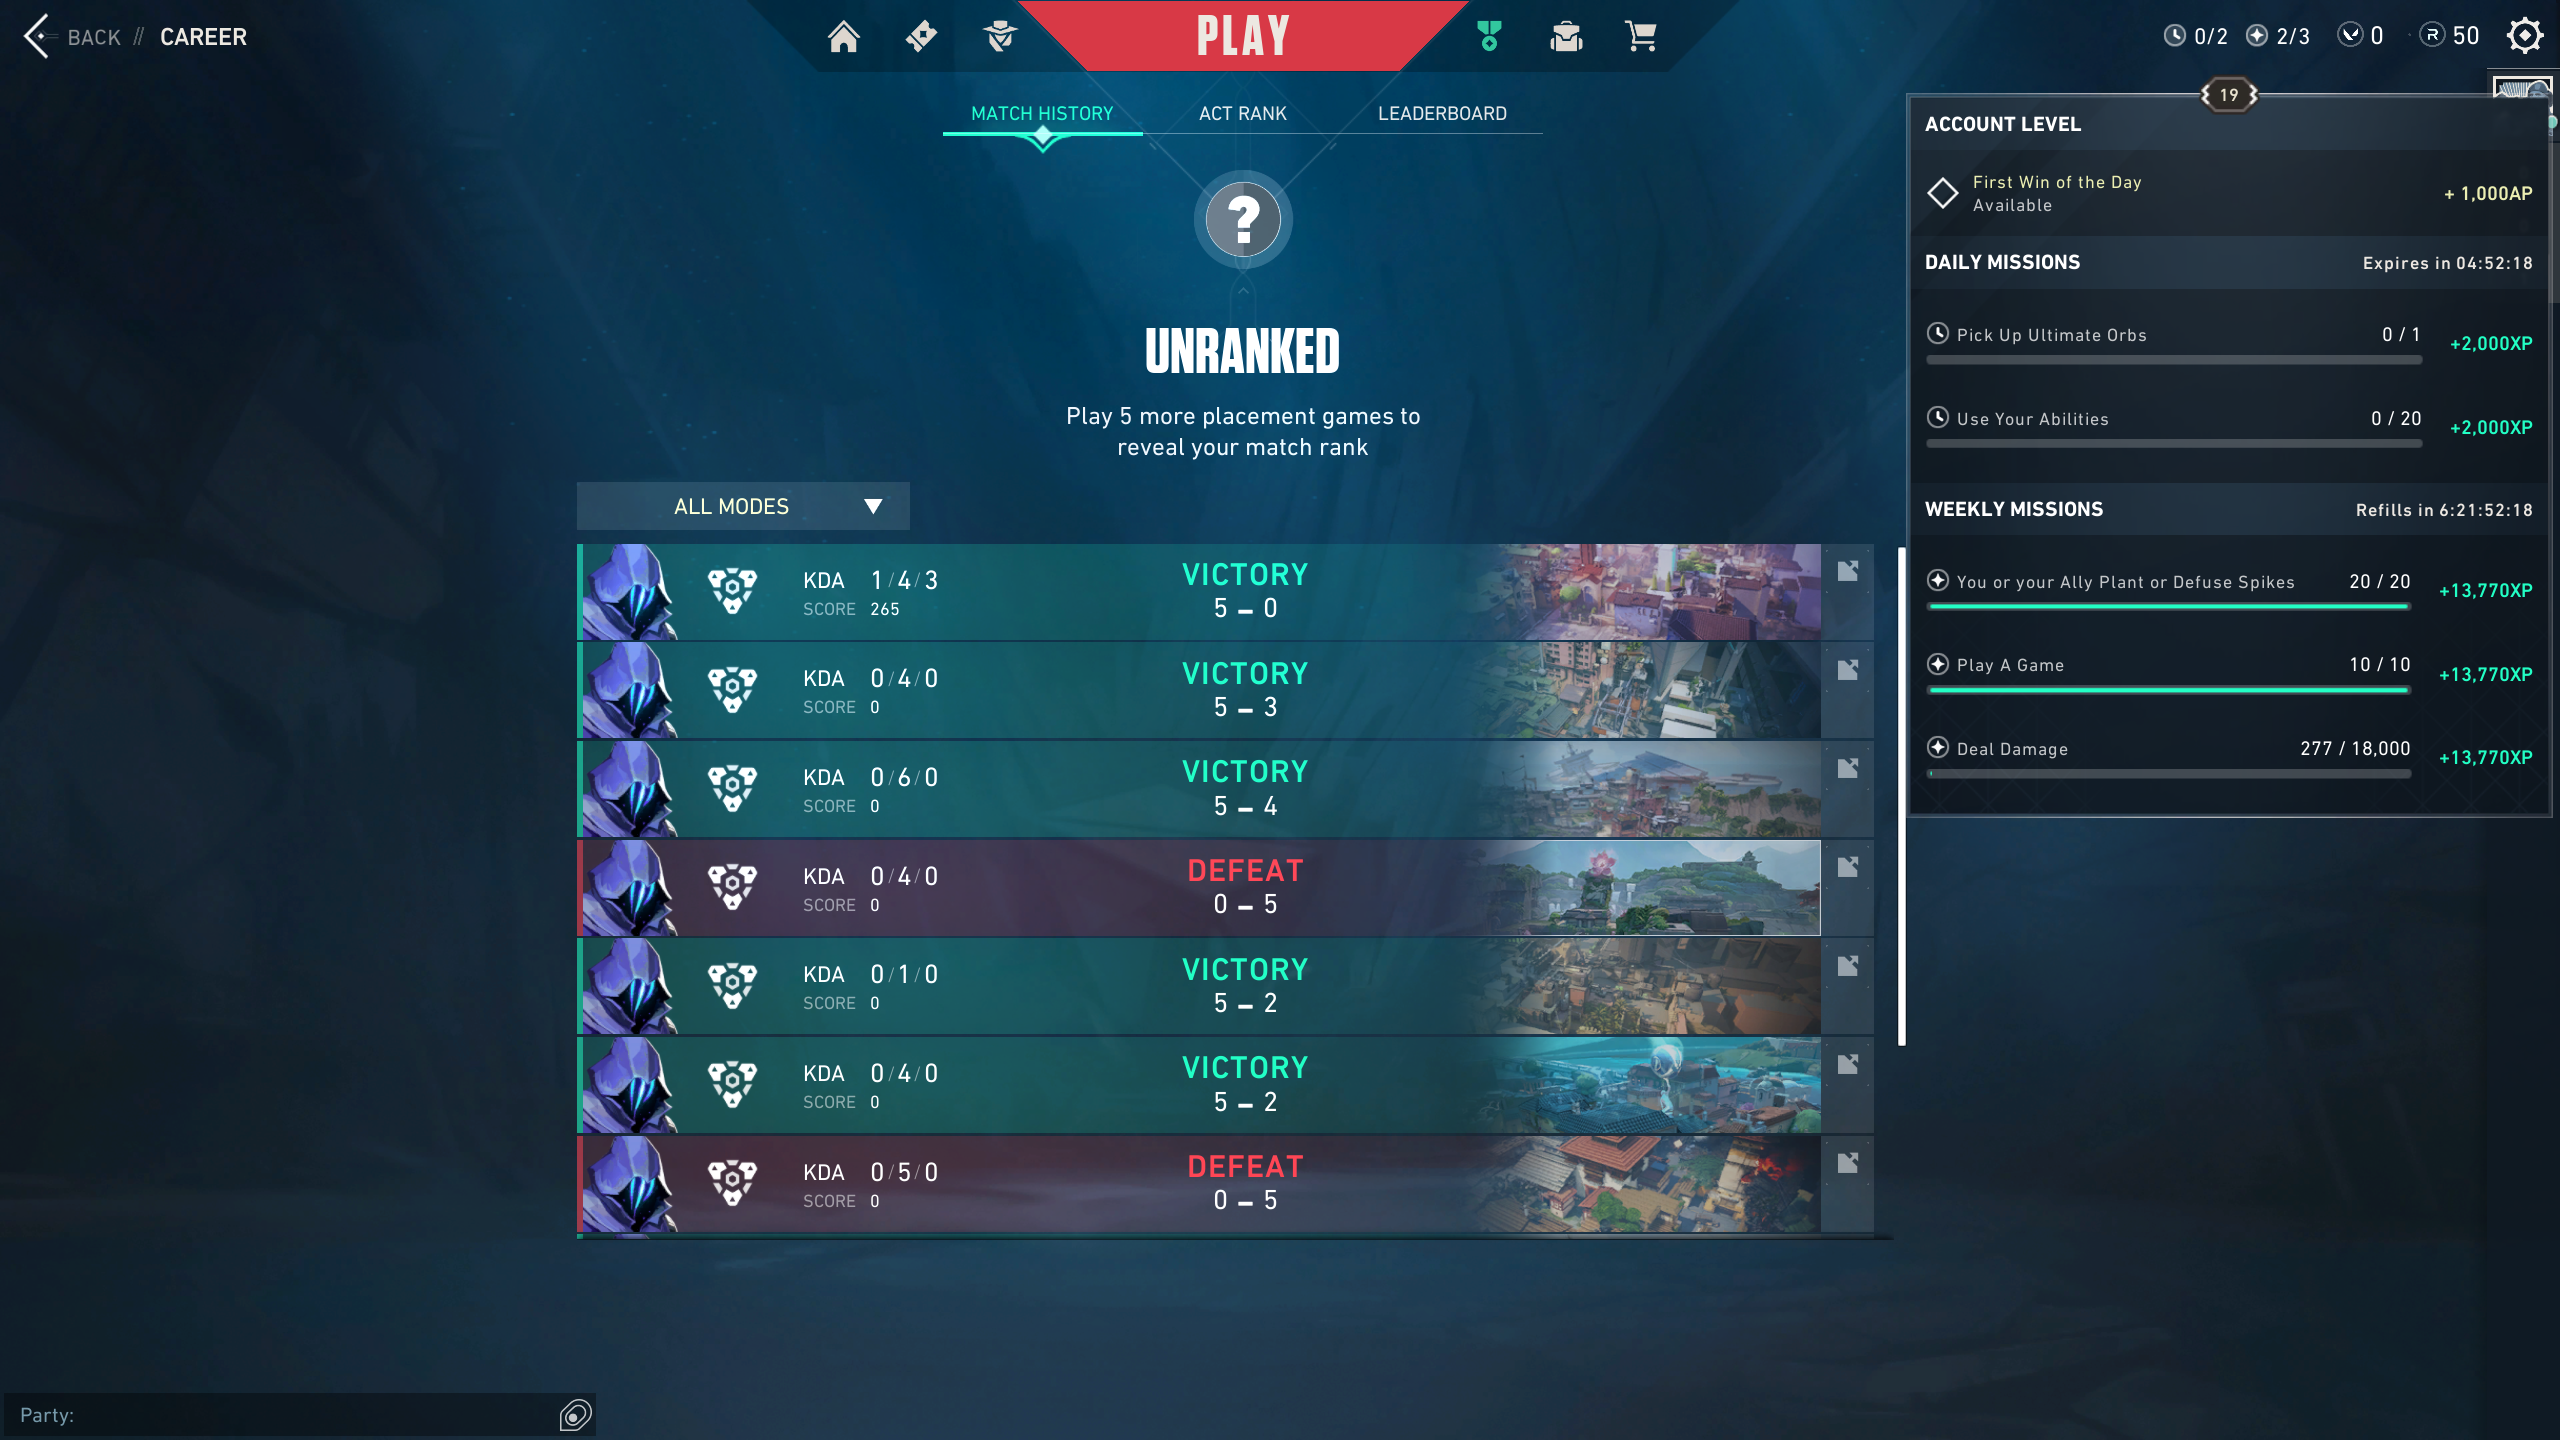 BACK // CAREER
PLAY
0/2 2/3 0 50
MATCH HISTORY ACT RANK LEADERBOARD
?
UNRANKED
Play 5 more placement games to
reveal your match rank
ALL MODES
KDA 1/4/3
SCORE 265
VICTORY
5 – 0
KDA 0/4/0
SCORE 0
VICTORY
5 – 3
KDA 0/6/0
SCORE 0
VICTORY
5 – 4
KDA 0/4/0
SCORE 0
DEFEAT
0 – 5
KDA 0/1/0
SCORE 0
VICTORY
5 – 2
KDA 0/4/0
SCORE 0
VICTORY
5 – 2
KDA 0/5/0
SCORE 0
DEFEAT
0 – 5
19
ACCOUNT LEVEL
First Win of the Day
Available
+ 1,000AP
DAILY MISSIONS Expires in 04:52:18
Pick Up Ultimate Orbs 0 / 1 +2,000XP
Use Your Abilities 0 / 20 +2,000XP
WEEKLY MISSIONS Refills in 6:21:52:18
You or your Ally Plant or Defuse Spikes 20 / 20 +13,770XP
Play A Game 10 / 10 +13,770XP
Deal Damage 277 / 18,000 +13,770XP
Party: